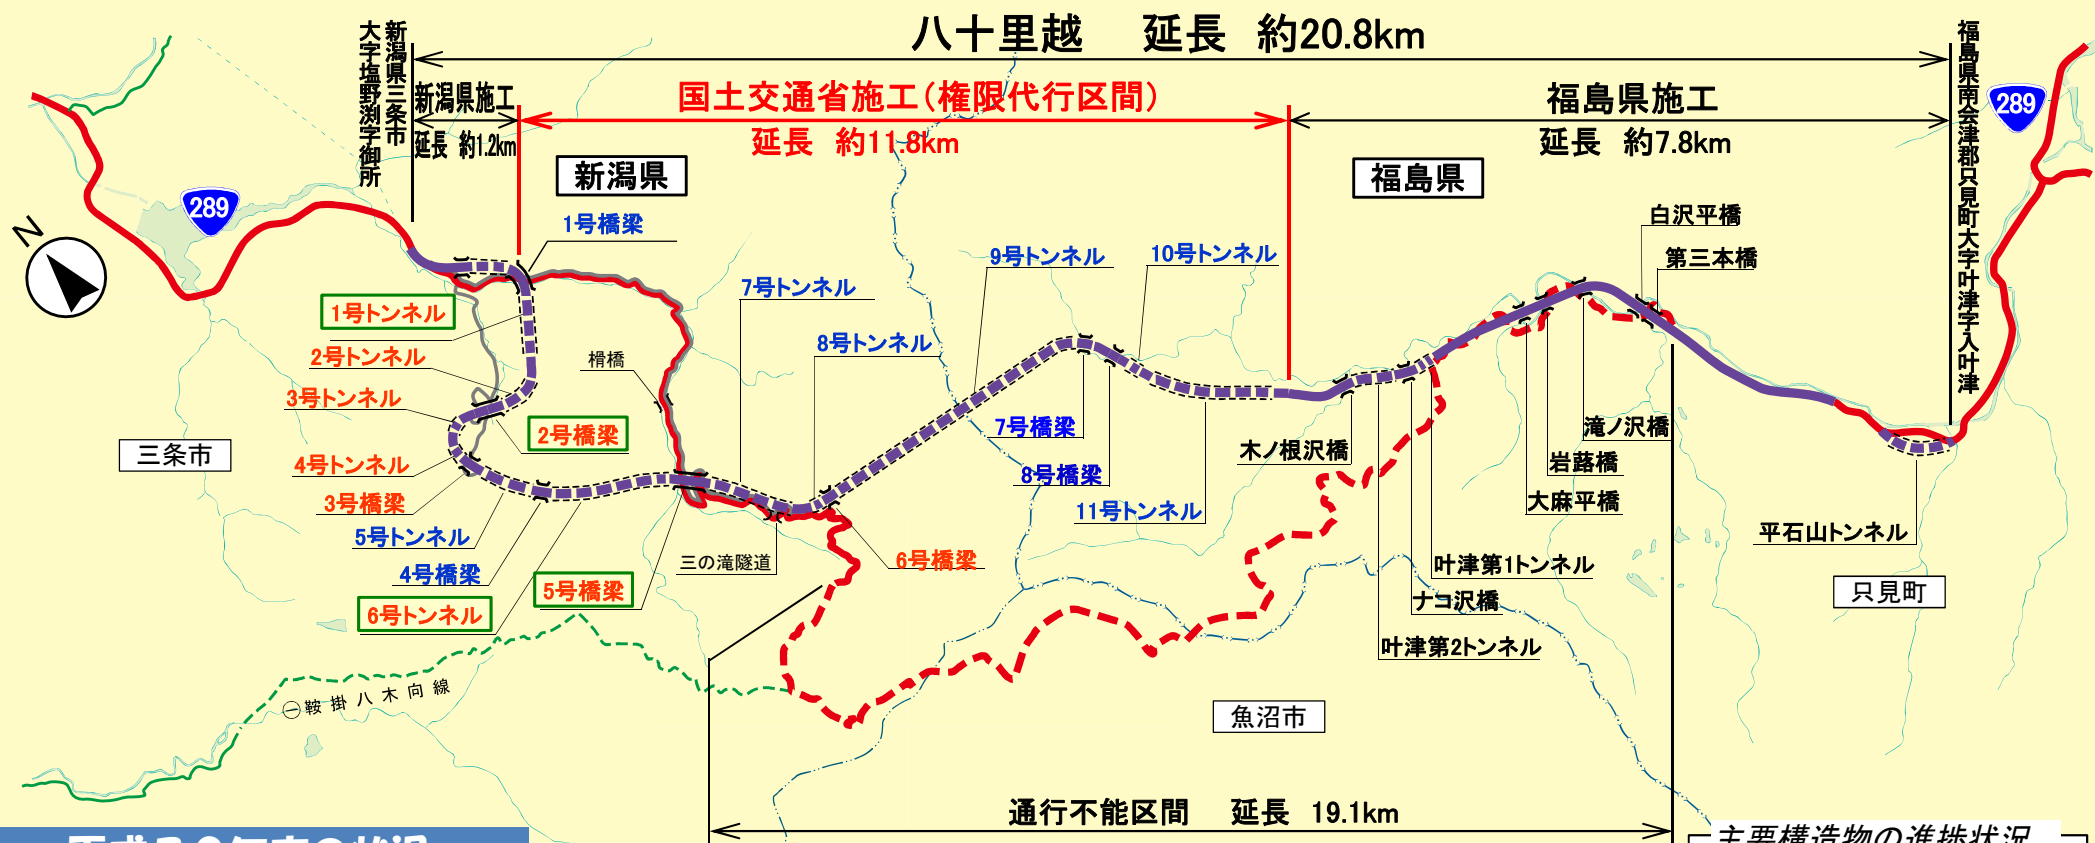 八十里越 延長 約20.8km
新潟県三条市
大字塩野渕字御所
新潟県施工
延長 約1.2km
国土交通省施工(権限代行区間)
延長 約11.8km
福島県施工
延長 約7.8km
福島県南会津郡只見町大字叶津字入叶津
289
289
N
新潟県
福島県
1号橋梁
白沢平橋
第三本橋
9号トンネル
10号トンネル
7号トンネル
1号トンネル
2号トンネル
8号トンネル
榾橋
3号トンネル
2号橋梁
7号橋梁
滝ノ沢橋
三条市
木ノ根沢橋
4号トンネル
岩蕗橋
8号橋梁
3号橋梁
大麻平橋
11号トンネル
5号トンネル
平石山トンネル
三の滝隧道
6号橋梁
叶津第1トンネル
4号橋梁
5号橋梁
只見町
ナコ沢橋
6号トンネル
叶津第2トンネル
㊀鞍掛八木向線
魚沼市
通行不能区間 延長 19.1km
主要構造物の進捗状況